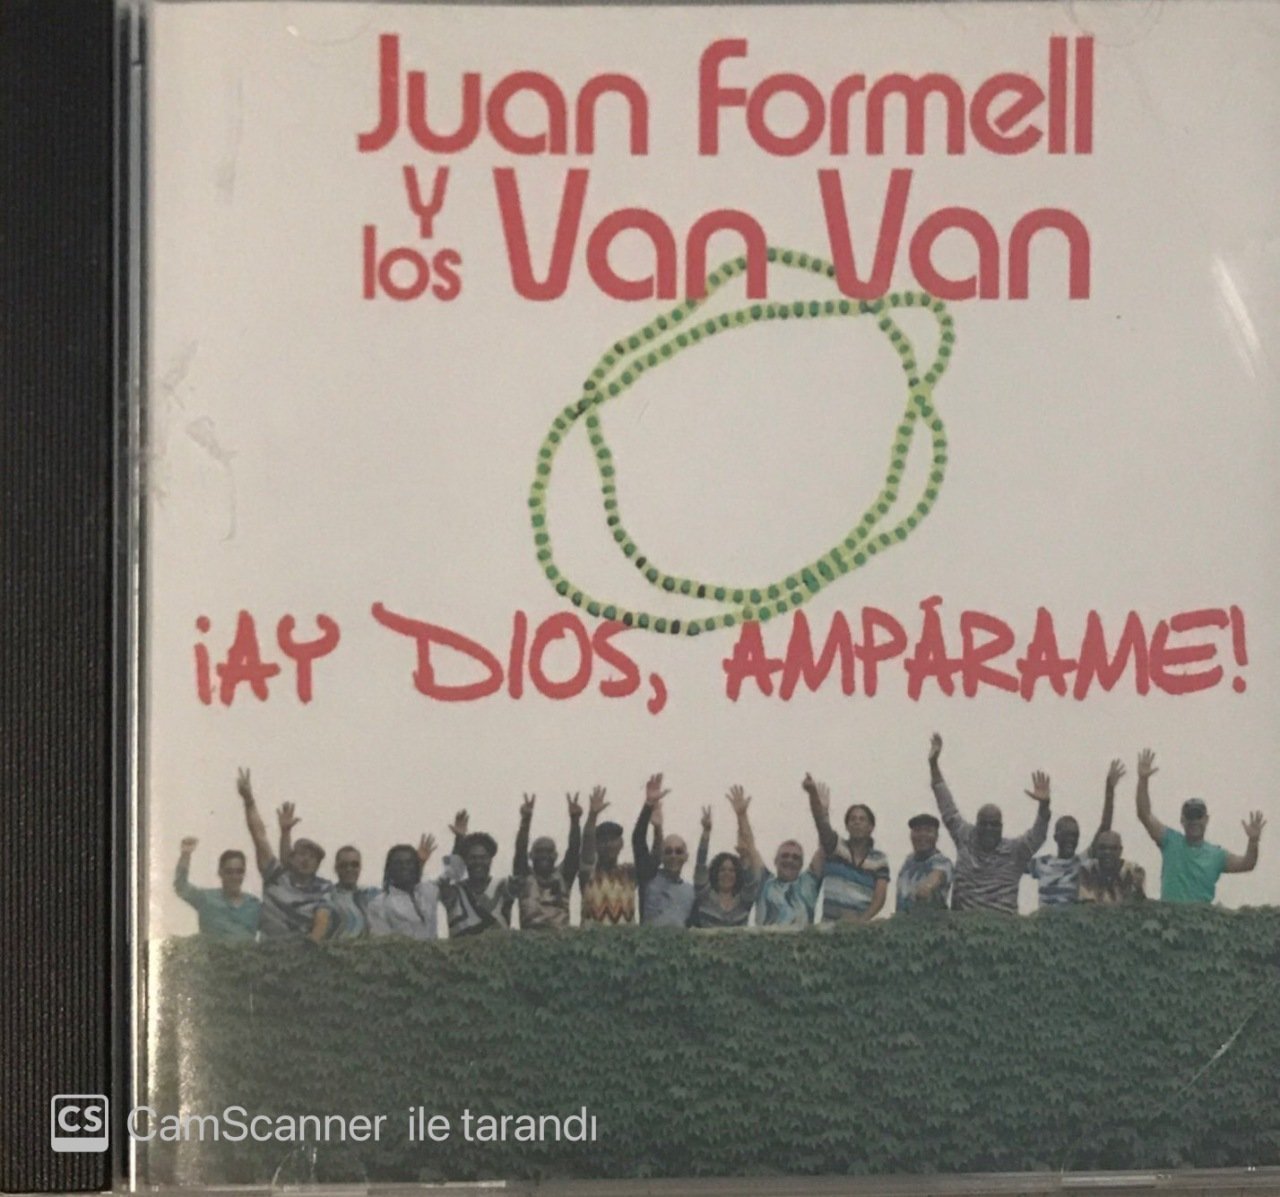 Juan Formell
y
los Van Van
¡AY DIOS, AMPÁRAME!
CS CamScanner ile tarandı